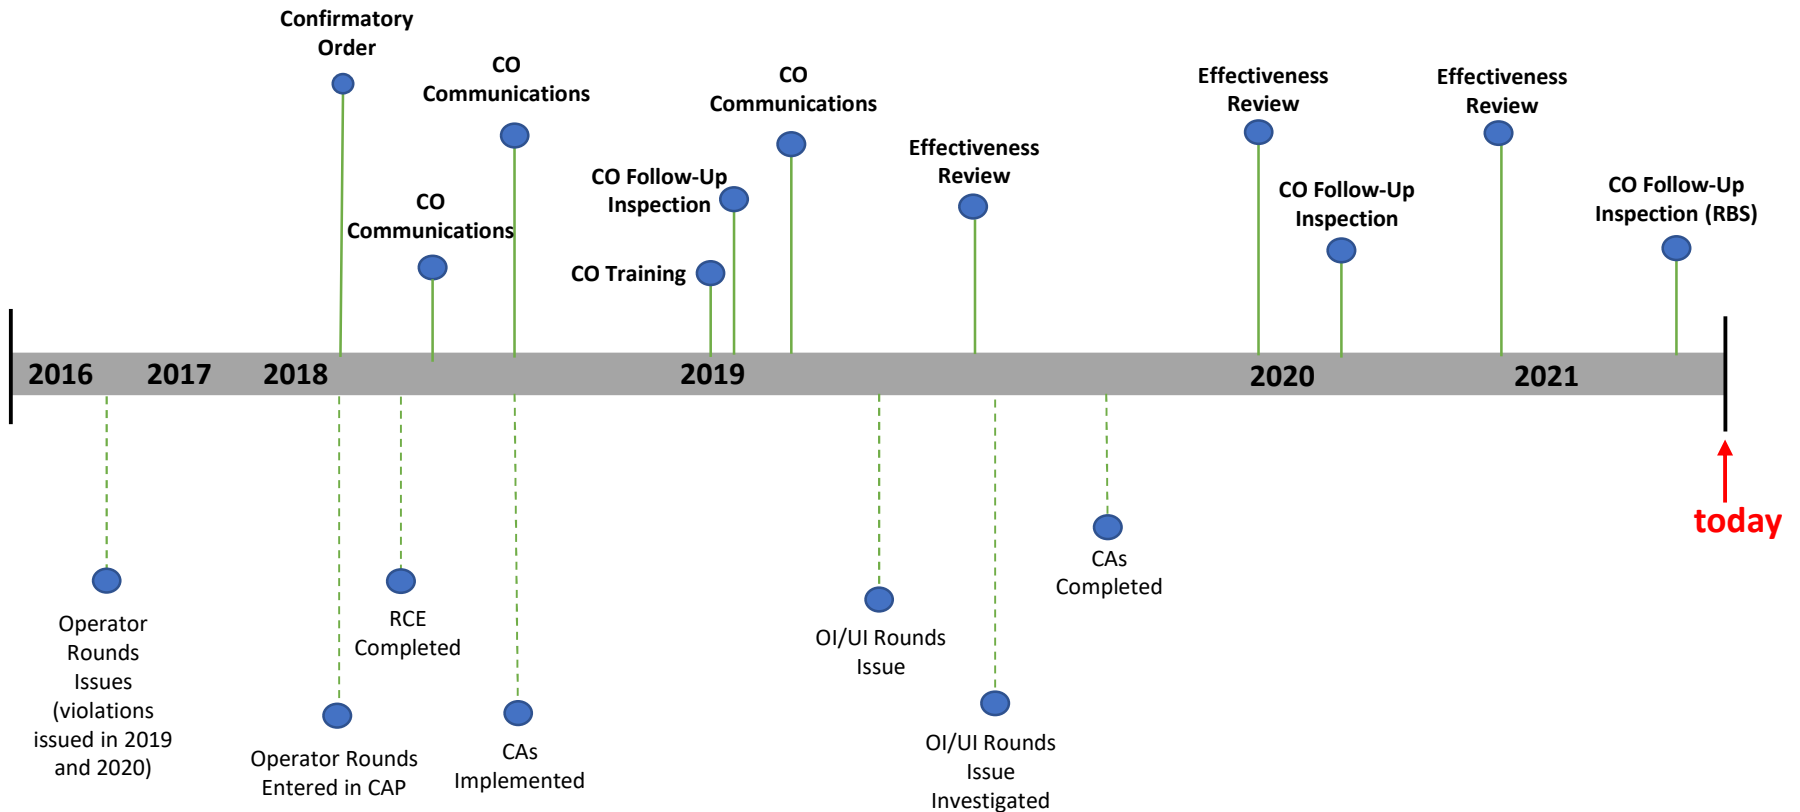 Confirmatory
Order
CO
Communications
CO
Communications
CO Training
CO Follow-Up
Inspection
CO
Communications
Effectiveness
Review
Effectiveness
Review
CO Follow-Up
Inspection
Effectiveness
Review
CO Follow-Up
Inspection (RBS)
2016 2017 2018 2019 2020 2021
today
Operator
Rounds
Issues
(violations
issued in 2019
and 2020)
Operator Rounds
Entered in CAP
RCE
Completed
CAs
Implemented
OI/UI Rounds
Issue
OI/UI Rounds
Issue
Investigated
CAs
Completed